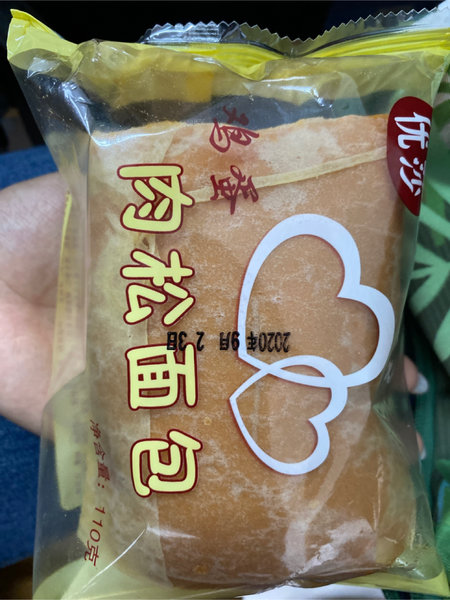 优莎
鸡蛋
肉松面包
2020年9月 2 3日
净含量：110克